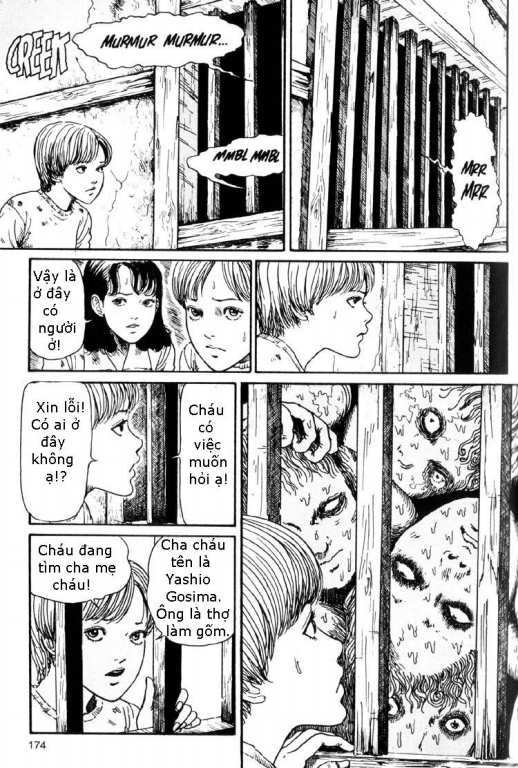 CREEK
MURMUR MURMUR...
MMBL MMBL
MRR
MRR
Vậy là
ở đây
có
người
ở!
Xin lỗi!
Có ai ở
đây
không
ạ!?
Cháu
có
việc
muốn
hỏi ạ!
Cháu đang
tìm cha mẹ
cháu!
Cha cháu
tên là
Yashio
Gosima.
Ông là thợ
làm gốm.
174